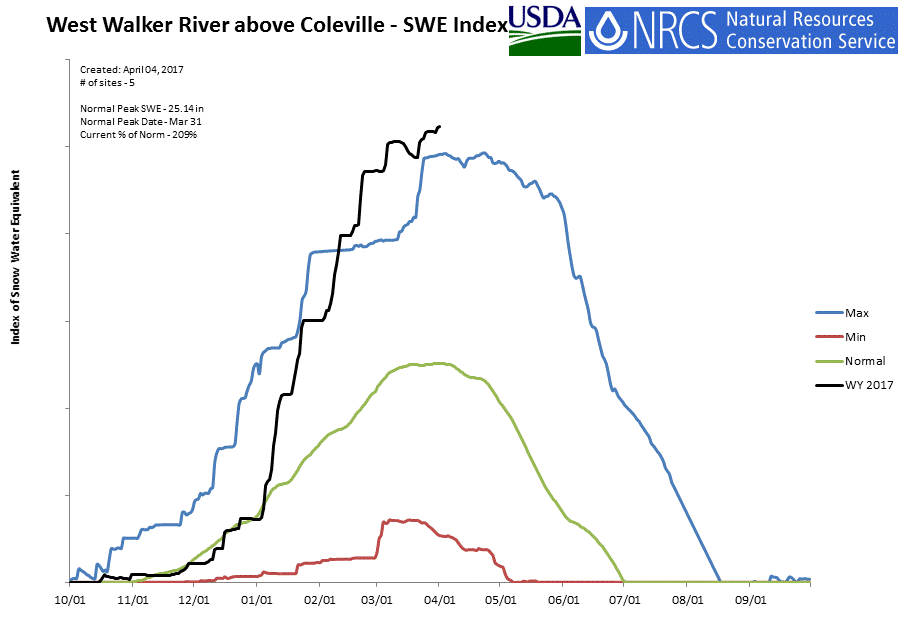 West Walker River above Coleville - SWE Index
USDA
NRCS
Natural Resources
Conservation Service
Created: April 04, 2017
# of sites - 5
Normal Peak SWE - 25.14 in
Normal Peak Date - Mar 31
Current % of Norm - 209%
Index of Snow Water Equivalent
Max
Min
Normal
WY 2017
10/01 11/01 12/01 01/01 02/01 03/01 04/01 05/01 06/01 07/01 08/01 09/01